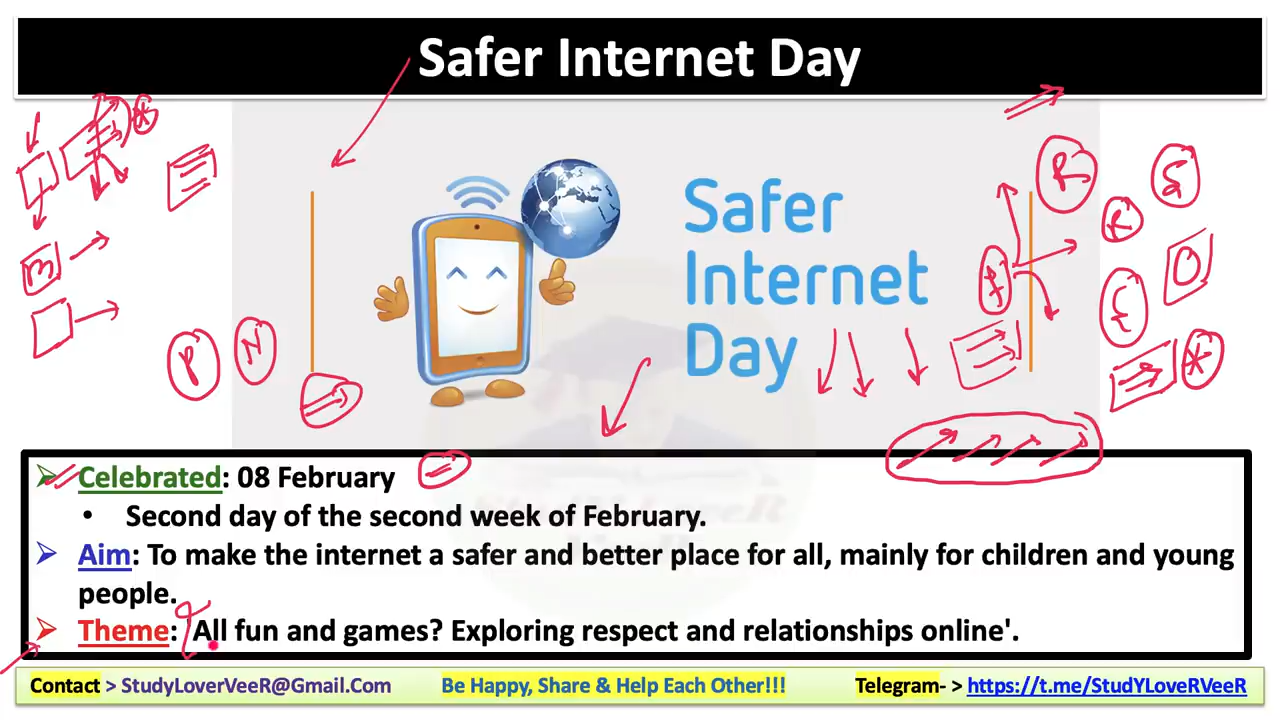 Safer Internet Day
Safer
Internet
Day
R
R
P
N
➢ Celebrated: 08 February
• Second day of the second week of February.
➢ Aim: To make the internet a safer and better place for all, mainly for children and young
people.
➢ Theme: 'All fun and games? Exploring respect and relationships online'.
Contact > StudyLoverVeeR@Gmail.Com Be Happy, Share & Help Each Other!!! Telegram- > https://t.me/StudYLoveRVeeR